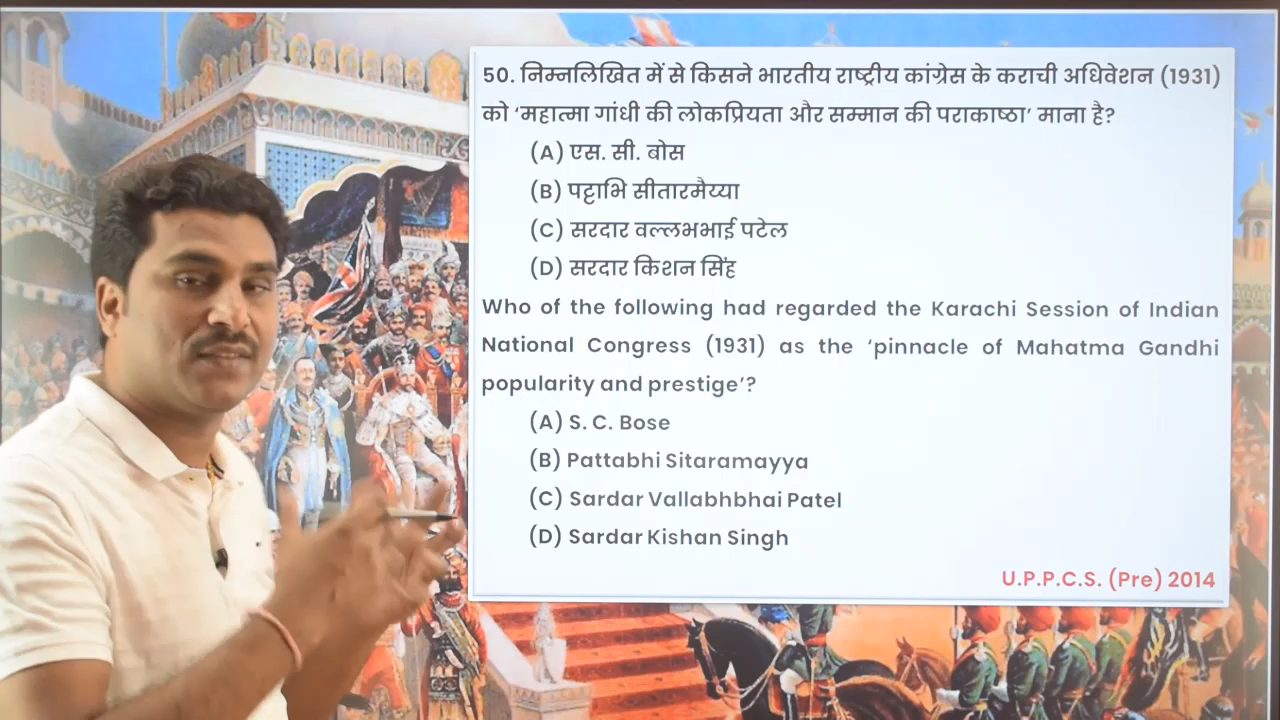 50. निम्नलिखित में से किसने भारतीय राष्ट्रीय कांग्रेस के कराची अधिवेशन (1931)
को ‘महात्मा गांधी की लोकप्रियता और सम्मान की पराकाष्ठा’ माना है?
(A) एस. सी. बोस
(B) पट्टाभि सीतारमैय्या
(C) सरदार वल्लभभाई पटेल
(D) सरदार किशन सिंह
Who of the following had regarded the Karachi Session of Indian
National Congress (1931) as the ‘pinnacle of Mahatma Gandhi
popularity and prestige’?
(A) S. C. Bose
(B) Pattabhi Sitaramayya
(C) Sardar Vallabhbhai Patel
(D) Sardar Kishan Singh
U.P.P.C.S. (Pre) 2014